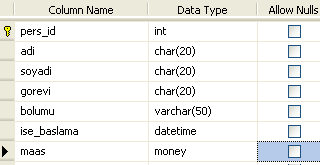 Column Name Data Type Allow Nulls
pers_id int
adi char(20)
soyadi char(20)
gorevi char(20)
bolumu varchar(50)
ise_baslama datetime
maas money